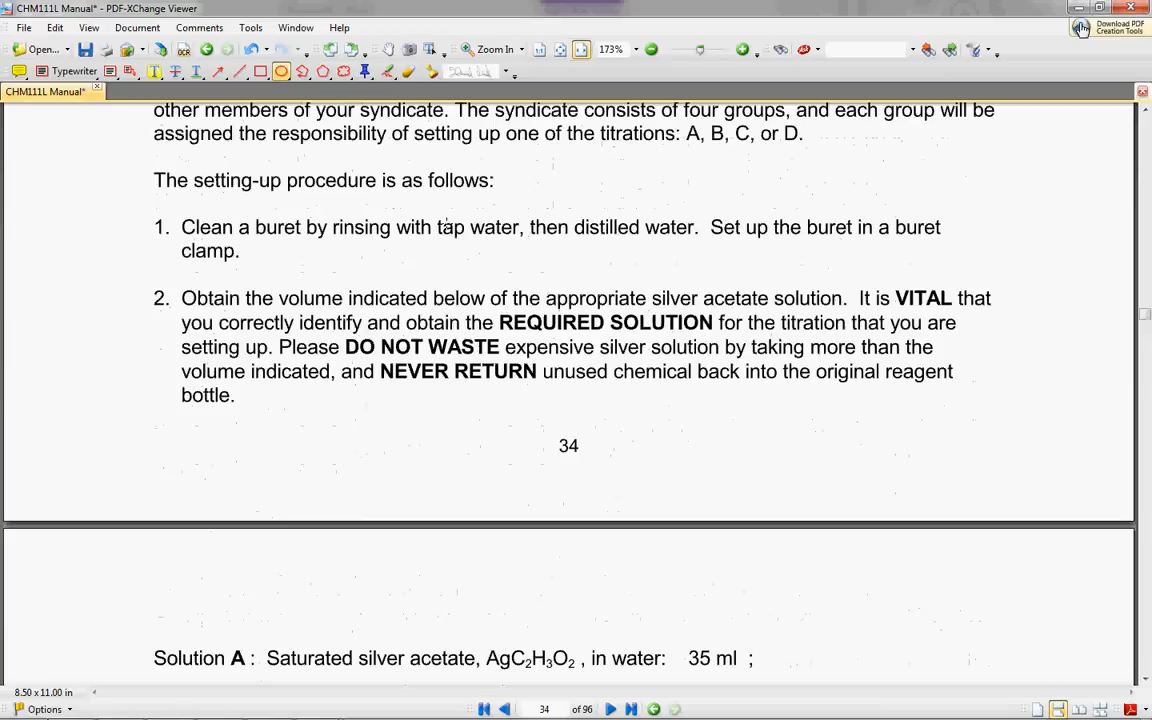 CHM111L Manual* - PDF-XChange Viewer
File Edit View Document Comments Tools Window Help
Download PDF
Creation Tools
Open... OCR Zoom In 173%
Typewriter
CHM111L Manual*
other members of your syndicate. The syndicate consists of four groups, and each group will be
assigned the responsibility of setting up one of the titrations: A, B, C, or D.
The setting-up procedure is as follows:
1. Clean a buret by rinsing with tap water, then distilled water. Set up the buret in a buret
clamp.
2. Obtain the volume indicated below of the appropriate silver acetate solution. It is VITAL that
you correctly identify and obtain the REQUIRED SOLUTION for the titration that you are
setting up. Please DO NOT WASTE expensive silver solution by taking more than the
volume indicated, and NEVER RETURN unused chemical back into the original reagent
bottle.
34
Solution A : Saturated silver acetate, AgC₂H₃O₂ , in water: 35 ml ;
8.50 x 11.00 in
Options 34 of 96